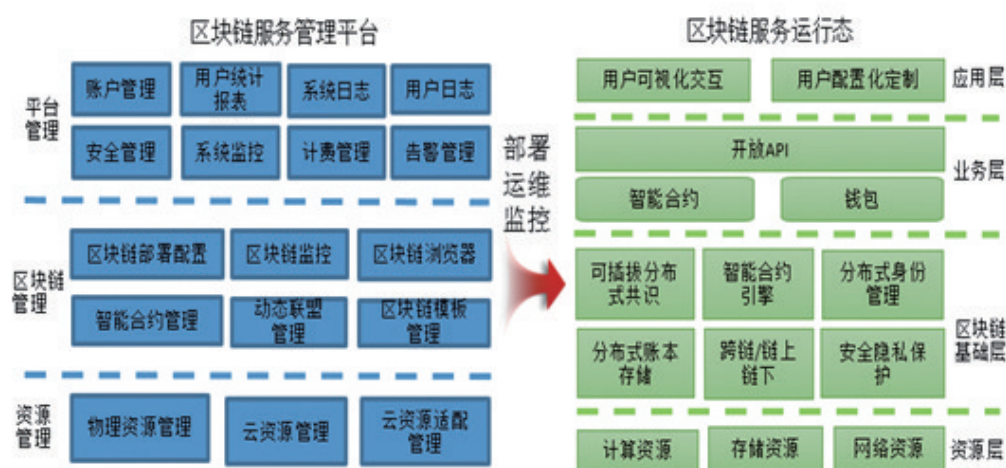 区块链服务管理平台
平台
管理
账户管理
用户统计
报表
系统日志
用户日志
安全管理
系统监控
计费管理
告警管理
区块链
管理
区块链部署配置
区块链监控
区块链浏览器
智能合约管理
动态联盟
管理
区块链模板
管理
资源
管理
物理资源管理
云资源管理
云资源适配
管理
部署
运维
监控
区块链服务运行态
用户可视化交互
用户配置化定制
应用层
开放API
智能合约
钱包
业务层
可插拔分布
式共识
智能合约
引擎
分布式身份
管理
分布式账本
存储
跨链/链上
链下
安全隐私保
护
区块链
基础层
计算资源
存储资源
网络资源
资源层